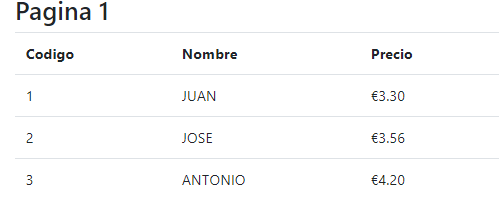 Pagina 1
Codigo Nombre Precio
1 JUAN €3.30
2 JOSE €3.56
3 ANTONIO €4.20